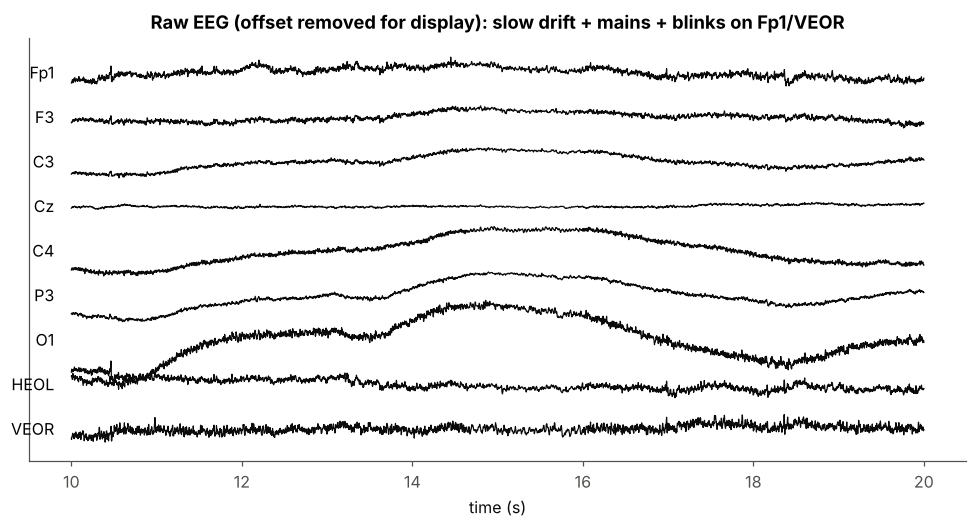 Raw EEG (offset removed for display): slow drift + mains + blinks on Fp1/VEOR
Fp1
F3
C3
Cz
C4
P3
O1
HEOL
VEOR
10 12 14 16 18 20
time (s)